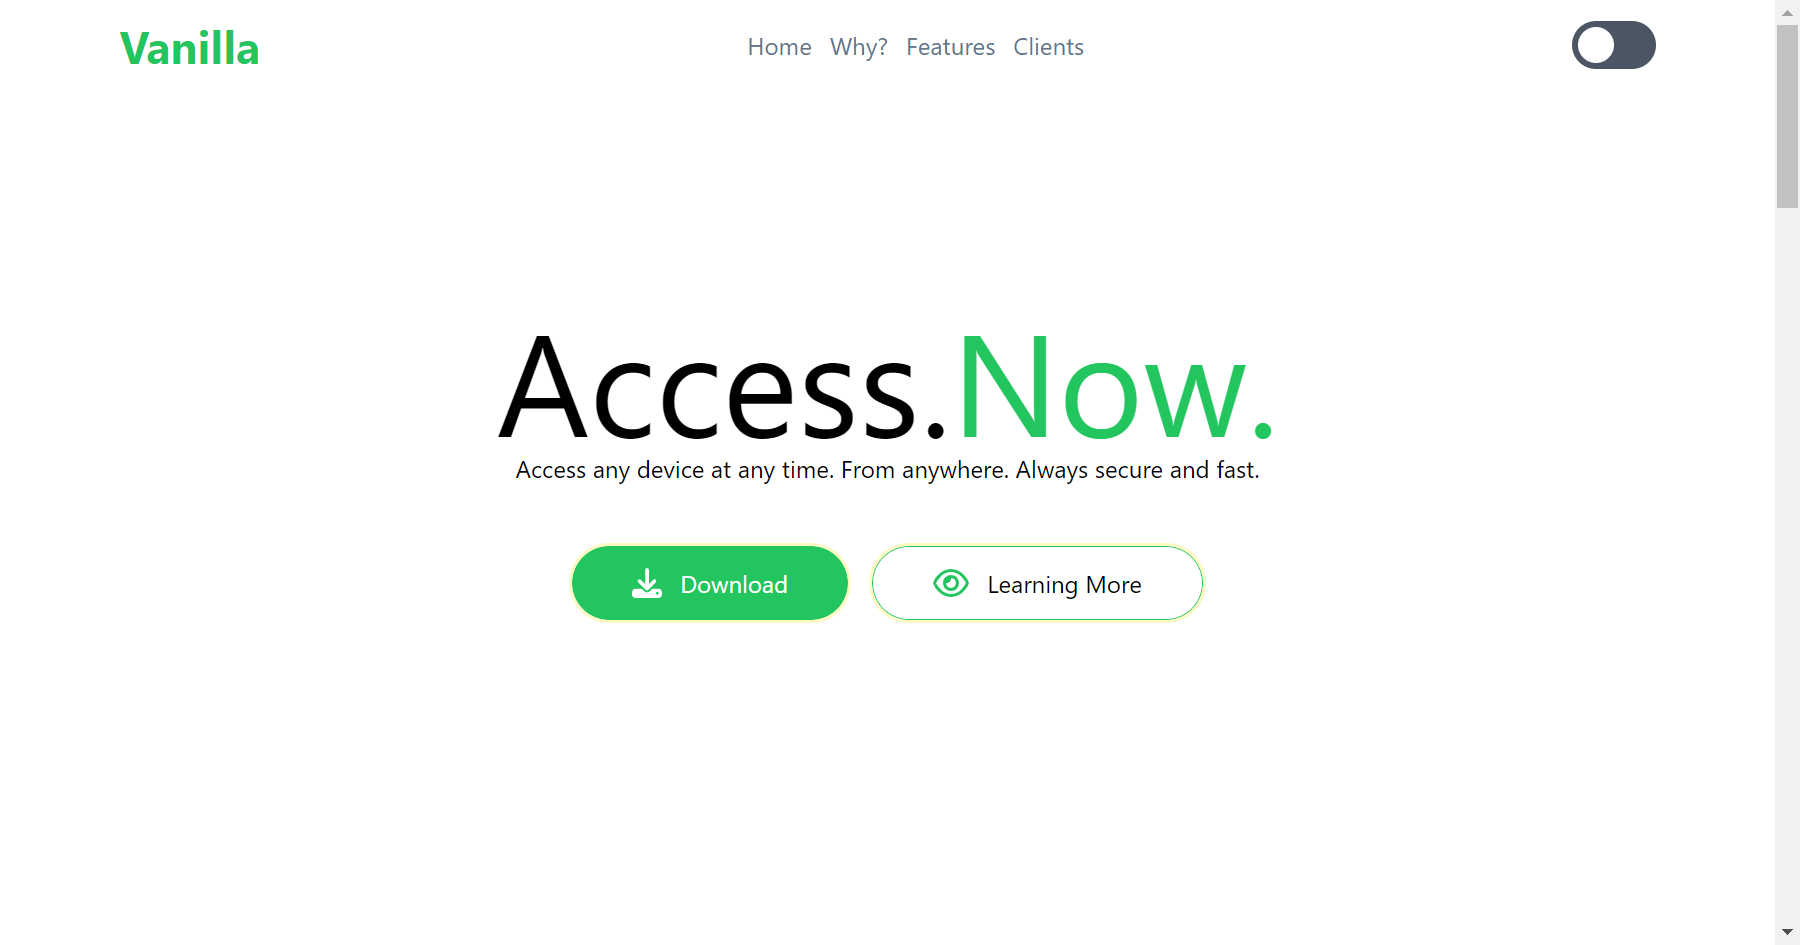 Vanilla
Home Why? Features Clients
Access.Now.
Access any device at any time. From anywhere. Always secure and fast.
Download
Learning More